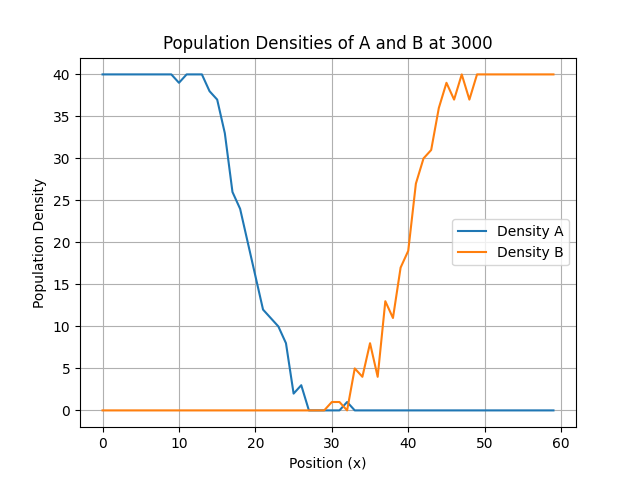 Population Densities of A and B at 3000
Population Density
40
35
30
25
20
15
10
5
0
Density A
Density B
0 10 20 30 40 50 60
Position (x)